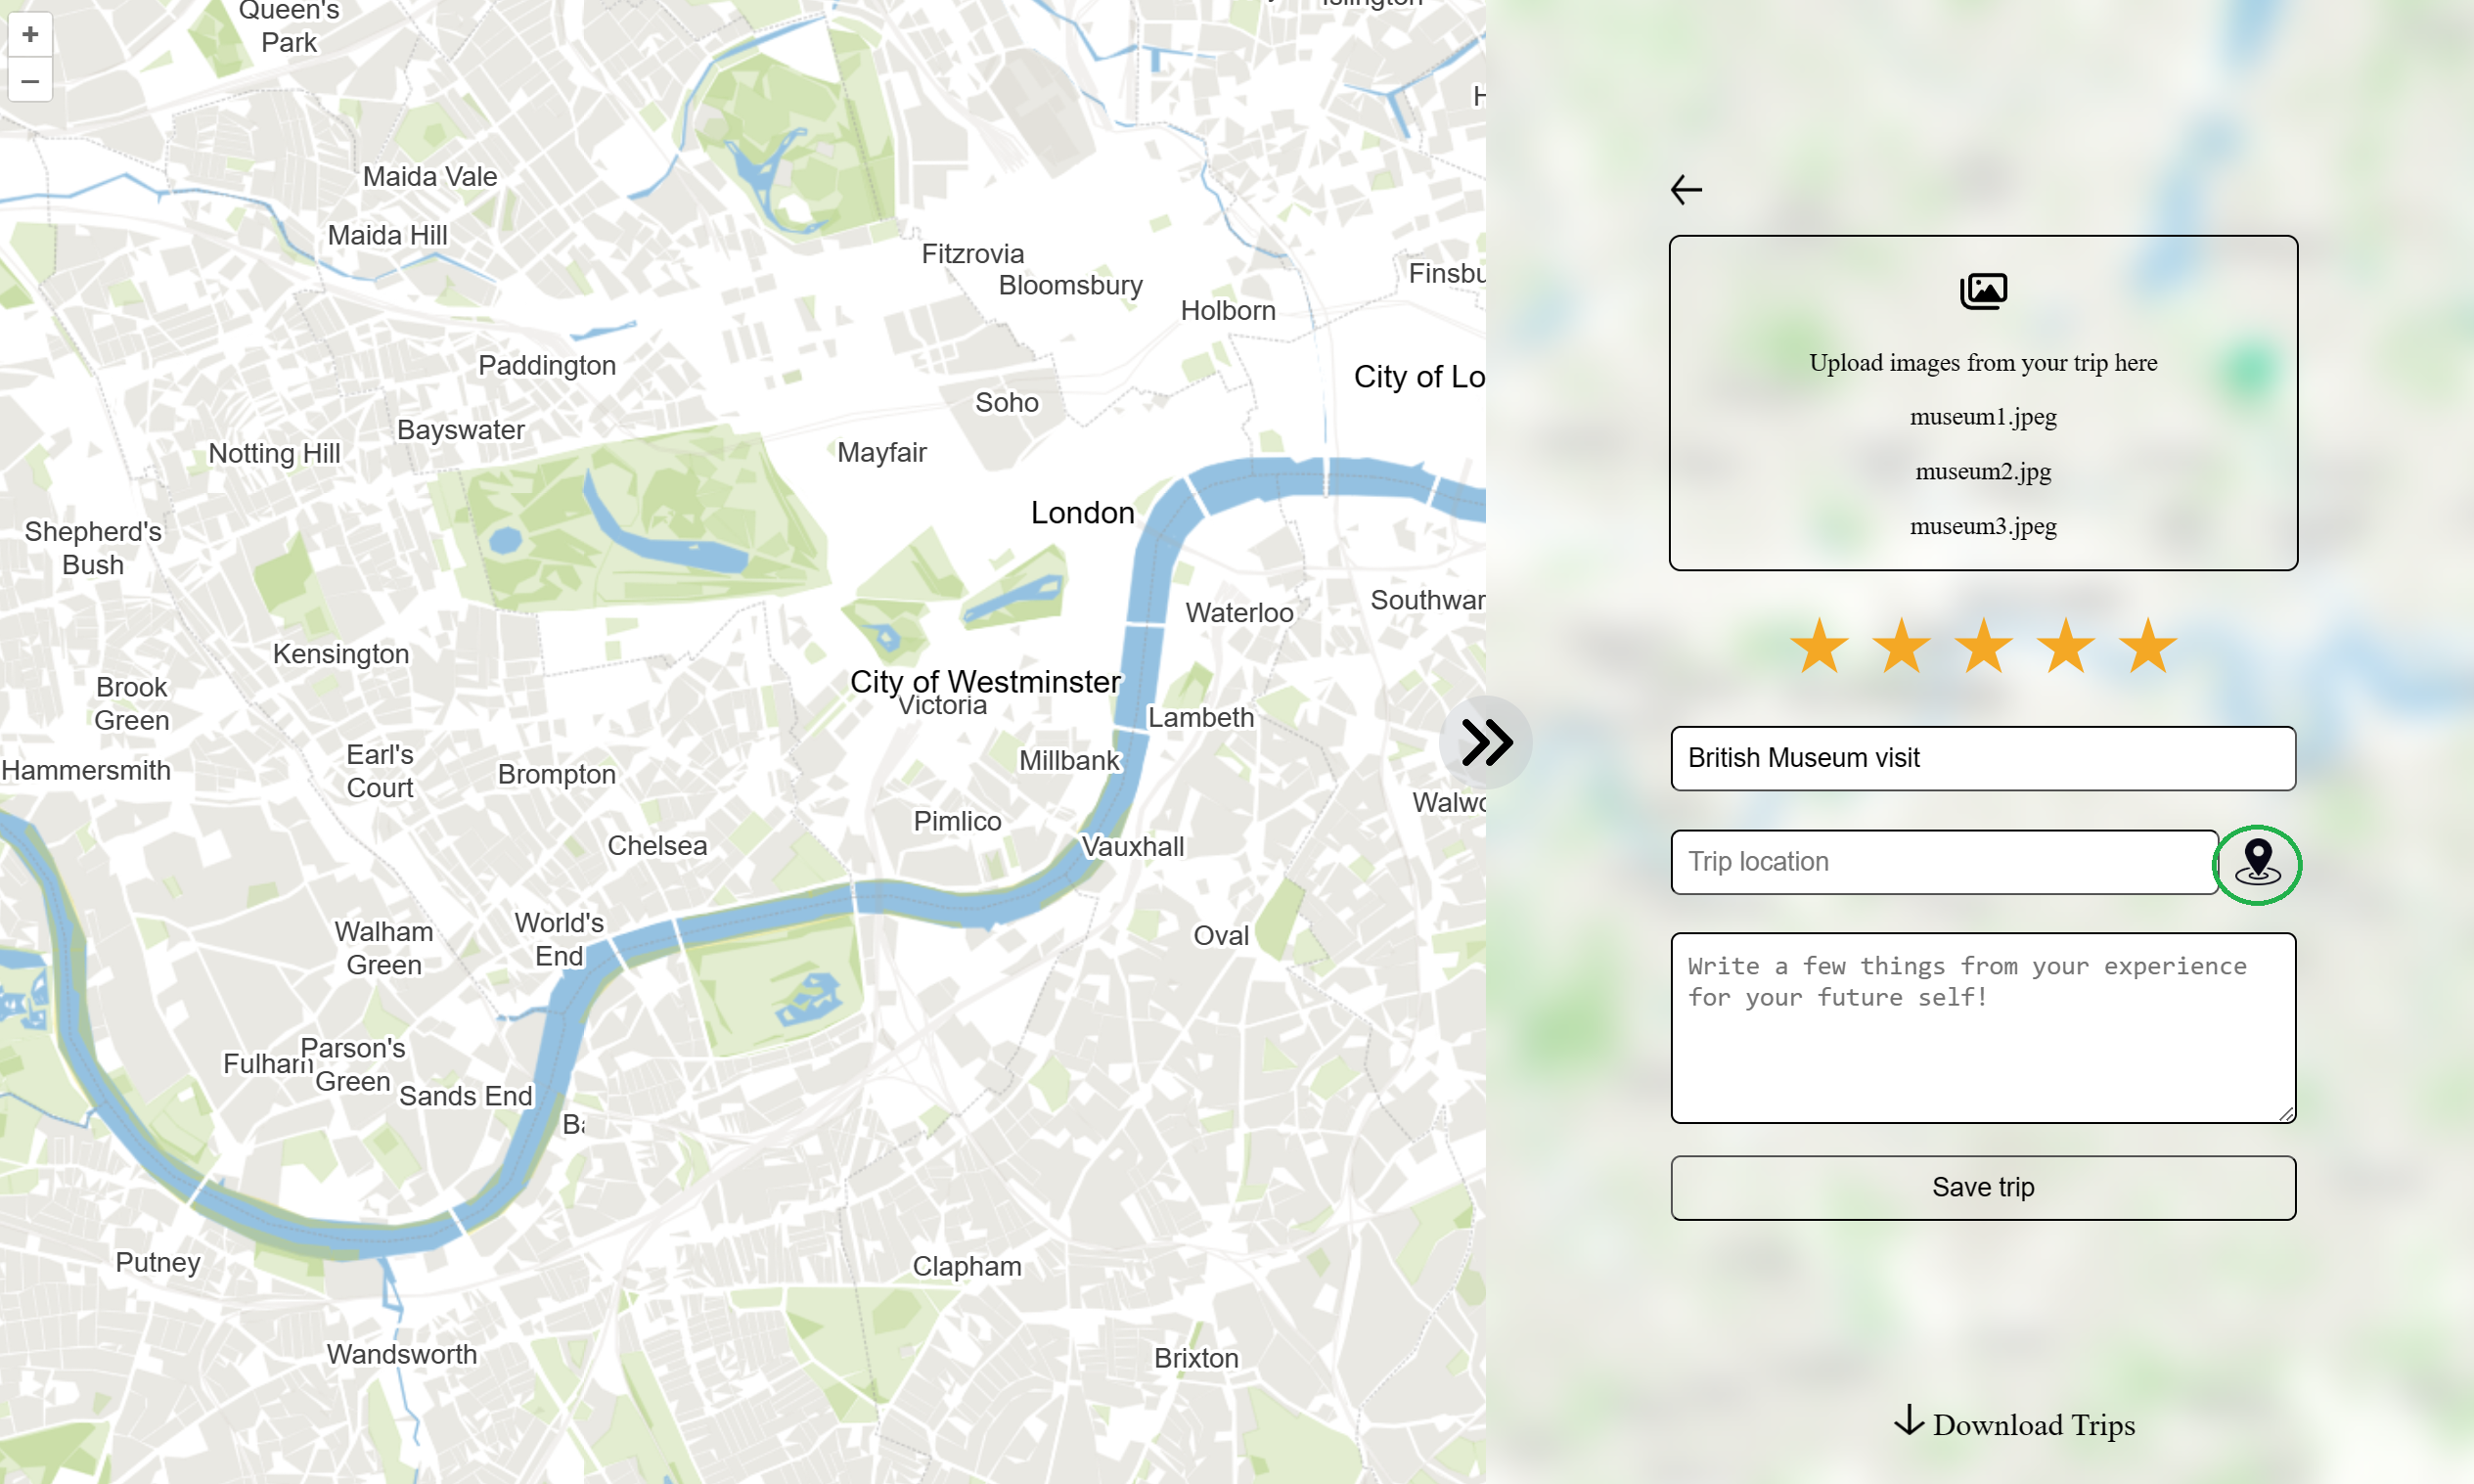 +
−
Queen's
Park
Islington
H
Maida Vale
Maida Hill
Fitzrovia
Bloomsbury
Finsbu
Holborn
Paddington
City of Lo
Soho
Bayswater
Notting Hill
Mayfair
London
Shepherd's
Bush
Southwar
Waterloo
Kensington
City of Westminster
Victoria
Brook
Green
Lambeth
Hammersmith
Earl's
Court
Brompton
Millbank
Walwo
Pimlico
Chelsea
Vauxhall
World's
End
Walham
Green
Oval
Parson's
Green
Fulham
Sands End
Ba
Putney
Clapham
Wandsworth
Brixton
Upload images from your trip here
museum1.jpeg
museum2.jpg
museum3.jpeg
British Museum visit
Trip location
Write a few things from your experience
for your future self!
Save trip
Download Trips